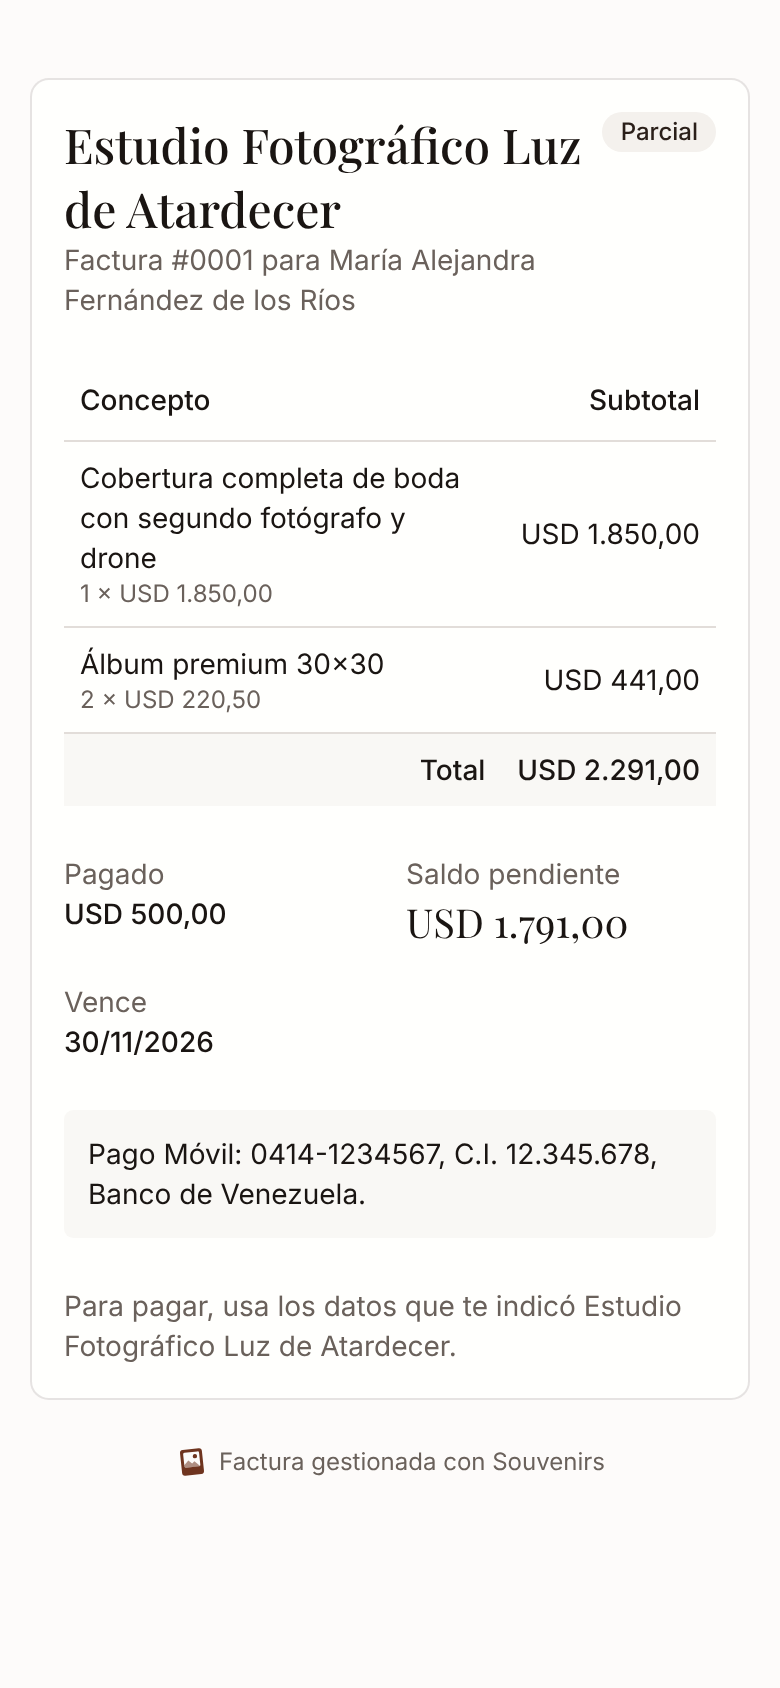 Estudio Fotográfico Luz
de Atardecer
Parcial
Factura #0001 para María Alejandra
Fernández de los Ríos
Concepto Subtotal
Cobertura completa de boda
con segundo fotógrafo y
drone
1 × USD 1.850,00
USD 1.850,00
Álbum premium 30×30
2 × USD 220,50
USD 441,00
Total USD 2.291,00
Pagado
USD 500,00
Saldo pendiente
USD 1.791,00
Vence
30/11/2026
Pago Móvil: 0414-1234567, C.I. 12.345.678,
Banco de Venezuela.
Para pagar, usa los datos que te indicó Estudio
Fotográfico Luz de Atardecer.
Factura gestionada con Souvenirs